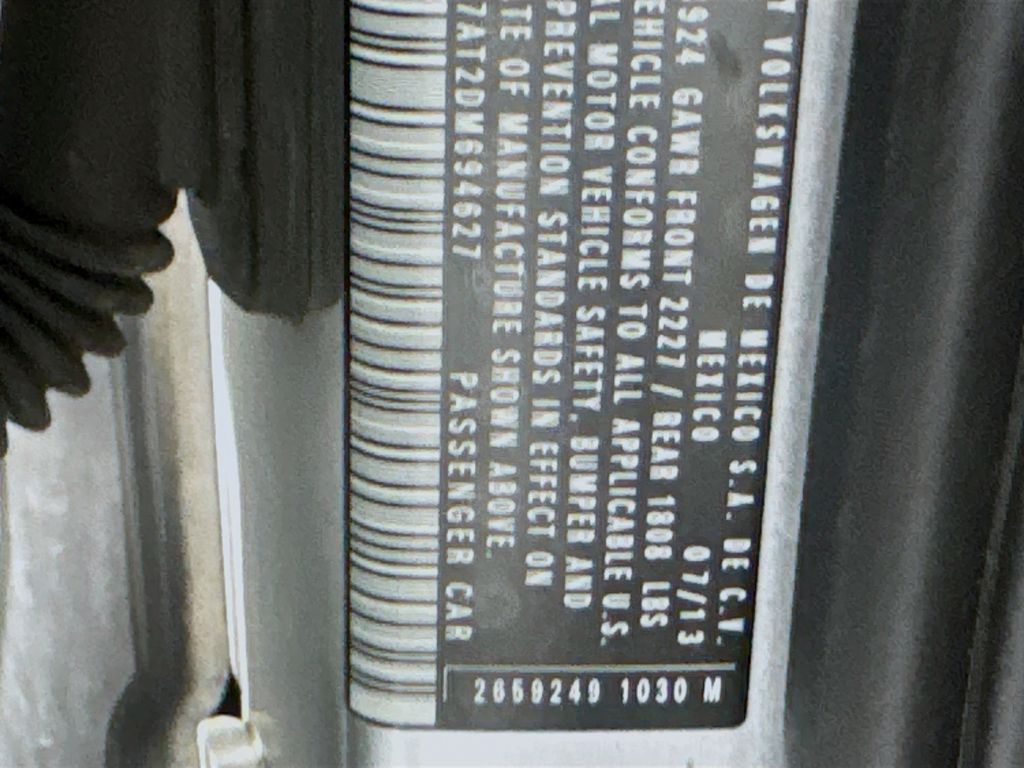 T VOLKSWAGEN DE MEXICO S.A. DE C.V.
MEXICO 07/13
3924 GAWR FRONT 2227 / REAR 1808 LBS
EHICLE CONFORMS TO ALL APPLICABLE U.S.
AL MOTOR VEHICLE SAFETY, BUMPER AND
PREVENTION STANDARDS IN EFFECT ON
TE OF MANUFACTURE SHOWN ABOVE.
7AT2DM694627 PASSENGER CAR
2659249 1030 M